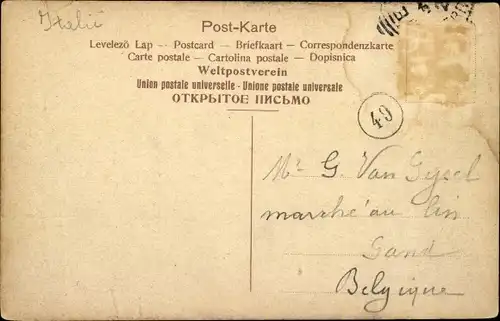 Italie
Post-Karte
Levelező Lap — Postcard — Briefkaart — Correspondenzkarte
Carte postale — Cartolina postale — Dopisnica
Weltpostverein
Union postale universelle - Unione postale universale
ОТКРЫТОЕ ПИСЬМО
49
Mr G. Van Gysel
marché au lin
Gand
Belgique